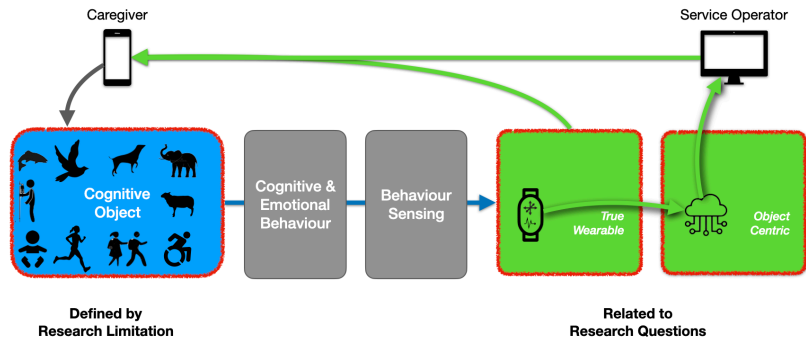 Caregiver
Service Operator
Cognitive
Object
Cognitive &
Emotional
Behaviour
Behaviour
Sensing
True
Wearable
Object
Centric
Defined by
Research Limitation
Related to
Research Questions